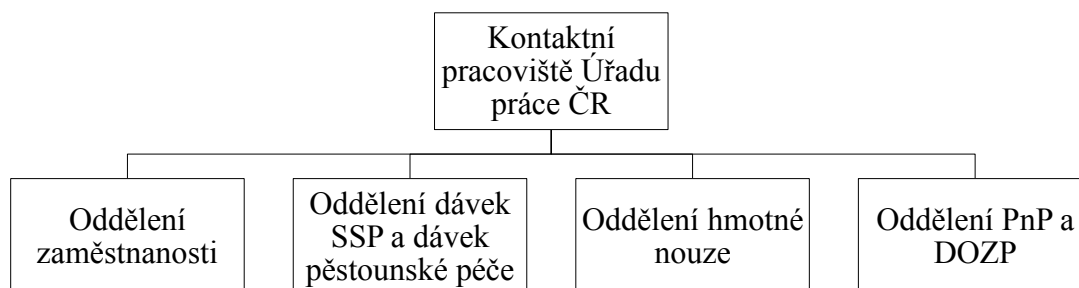 Kontaktní
pracoviště Úřadu
práce ČR
Oddělení
zaměstnanosti
Oddělení dávek
SSP a dávek
pěstounské péče
Oddělení hmotné
nouze
Oddělení PnP a
DOZP